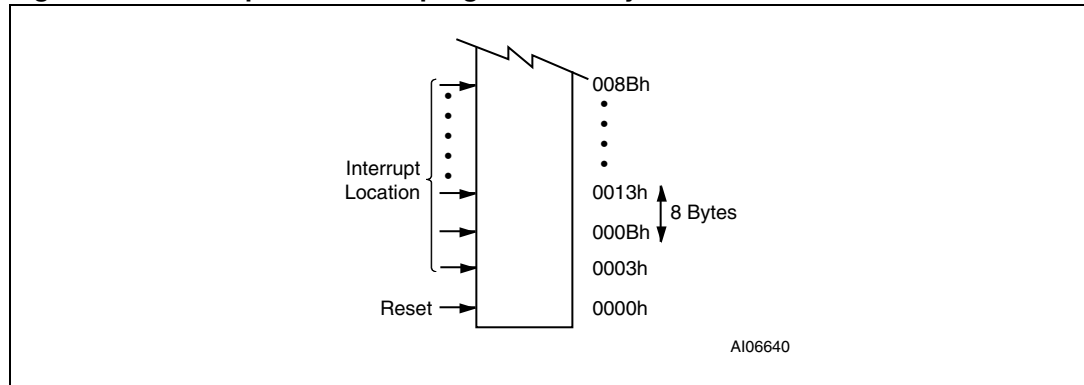 008Bh
Interrupt
Location
0013h
8 Bytes
000Bh
0003h
Reset
0000h
AI06640